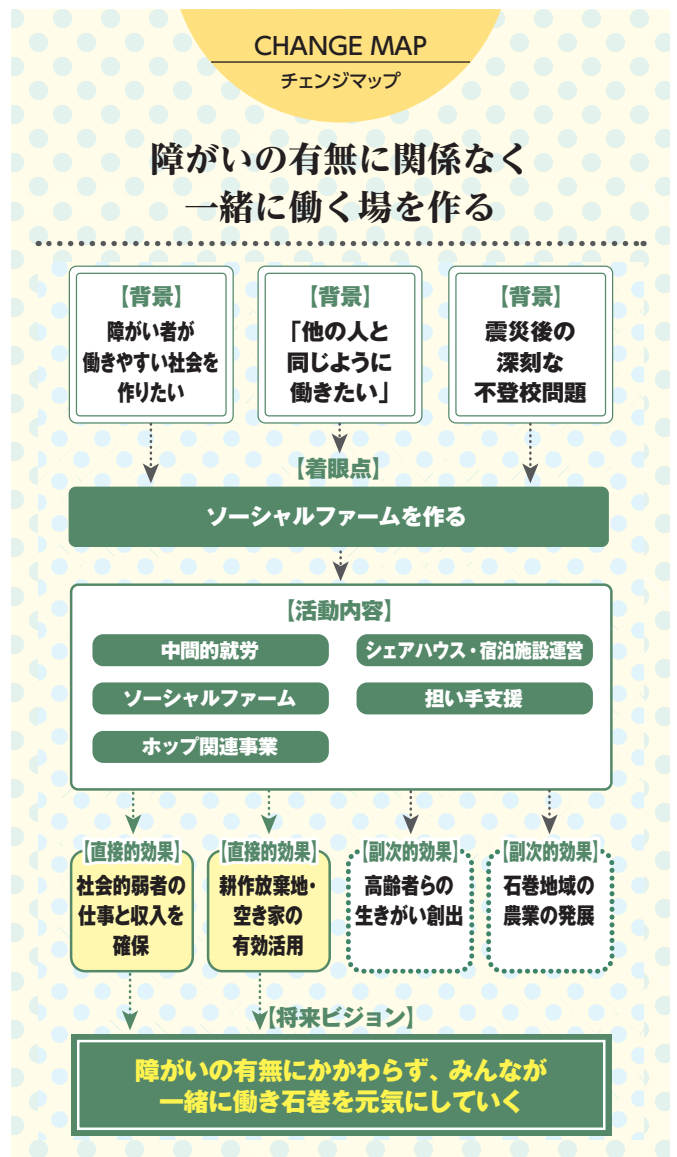 CHANGE MAP
チェンジマップ
障がいの有無に関係なく
一緒に働く場を作る
【背景】
障がい者が
働きやすい社会を
作りたい
【背景】
「他の人と
同じように
働きたい」
【背景】
震災後の
深刻な
不登校問題
【着眼点】
ソーシャルファームを作る
【活動内容】
中間的就労
シェアハウス・宿泊施設運営
ソーシャルファーム
担い手支援
ホップ関連事業
【直接的効果】
社会的弱者の
仕事と収入を
確保
【直接的効果】
耕作放棄地・
空き家の
有効活用
【副次的効果】
高齢者らの
生きがい創出
【副次的効果】
石巻地域の
農業の発展
【将来ビジョン】
障がいの有無にかかわらず、みんなが
一緒に働き石巻を元気にしていく